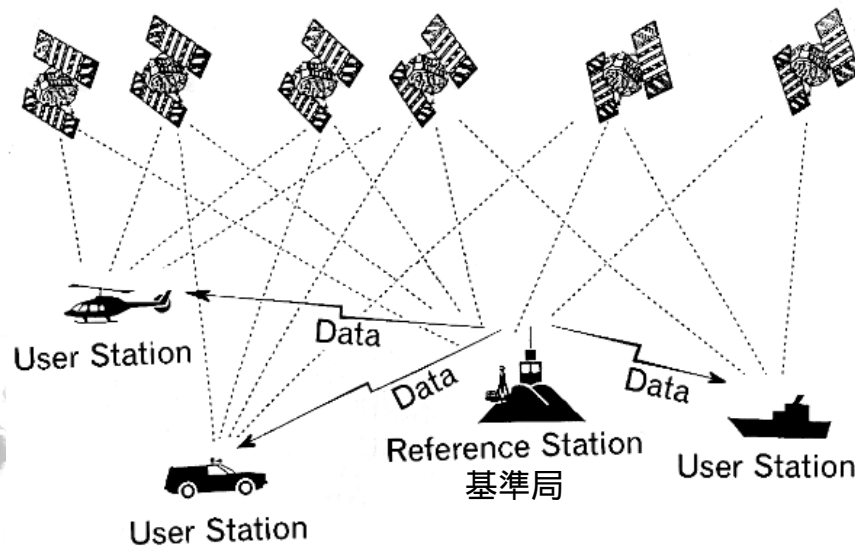 Data
User Station
Data
Data
Reference Station
基準局
User Station
User Station